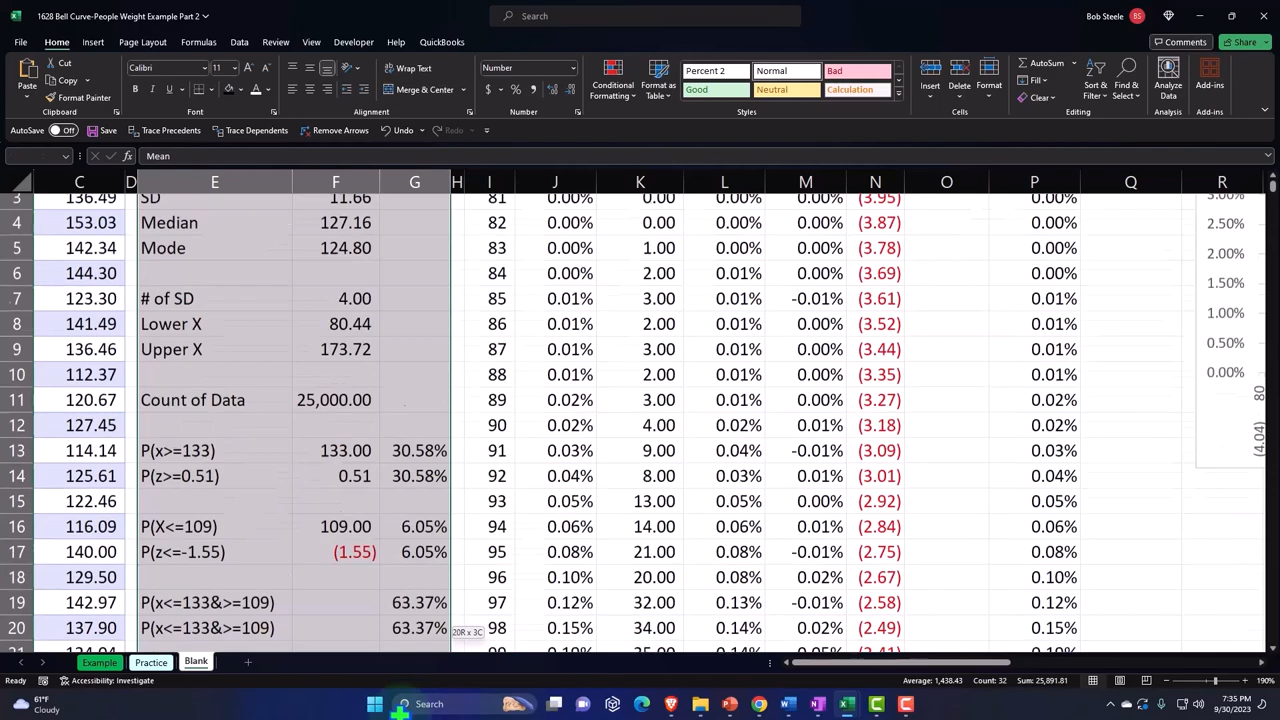 1628 Bell Curve-People Weight Example Part 2
Search
Bob Steele BS
File Home Insert Page Layout Formulas Data Review View Developer Help QuickBooks Comments Share
Paste Cut Copy Format Painter
Clipboard
Calibri 11
Font
Wrap Text Merge & Center
Alignment
Number
Number
Conditional Formatting Format as Table
Percent 2 Normal Bad
Good Neutral Calculation
Styles
Insert Delete Format
Cells
AutoSum Fill Clear Sort & Filter Find & Select
Editing
Analyze Data
Analysis
Add-ins
Add-ins
AutoSave Off Save Trace Precedents Trace Dependents Remove Arrows Undo Redo
fx Mean
C D E F G H I J K L M N O P Q R
3 136.49 SD 11.66 81 0.00% 0.00 0.00% 0.00% (3.95) 0.00% 3.00%
4 153.03 Median 127.16 82 0.00% 0.00 0.00% 0.00% (3.87) 0.00% 2.50%
5 142.34 Mode 124.80 83 0.00% 1.00 0.00% 0.00% (3.78) 0.00% 2.00%
6 144.30 84 0.00% 2.00 0.01% 0.00% (3.69) 0.00% 1.50%
7 123.30 # of SD 4.00 85 0.01% 3.00 0.01% -0.01% (3.61) 0.01% 1.00%
8 141.49 Lower X 80.44 86 0.01% 2.00 0.01% 0.00% (3.52) 0.01%
9 136.46 Upper X 173.72 87 0.01% 3.00 0.01% 0.00% (3.44) 0.01% 0.50%
10 112.37 88 0.01% 2.00 0.01% 0.00% (3.35) 0.01% 0.00%
11 120.67 Count of Data 25,000.00 89 0.02% 3.00 0.01% 0.00% (3.27) 0.02% 80
12 127.45 90 0.02% 4.00 0.02% 0.01% (3.18) 0.02% (4.04)
13 114.14 P(x>=133) 133.00 30.58% 91 0.03% 9.00 0.04% -0.01% (3.09) 0.03%
14 125.61 P(z>=0.51) 0.51 30.58% 92 0.04% 8.00 0.03% 0.01% (3.01) 0.04%
15 122.46 93 0.05% 13.00 0.05% 0.00% (2.92) 0.05%
16 116.09 P(X<=109) 109.00 6.05% 94 0.06% 14.00 0.06% 0.01% (2.84) 0.06%
17 140.00 P(z<=-1.55) (1.55) 6.05% 95 0.08% 21.00 0.08% -0.01% (2.75) 0.08%
18 129.50 96 0.10% 20.00 0.08% 0.02% (2.67) 0.10%
19 142.97 P(x<=133&>=109) 63.37% 97 0.12% 32.00 0.13% -0.01% (2.58) 0.12%
20 137.90 P(x<=133&>=109) 63.37% 98 0.15% 34.00 0.14% 0.02% (2.49) 0.15%
20R x 3C
Example Practice Blank
Ready Accessibility: Investigate Average: 1,438.43 Count: 32 Sum: 25,891.81 190%
61°F
Cloudy
Search
7:35 PM
9/30/2023